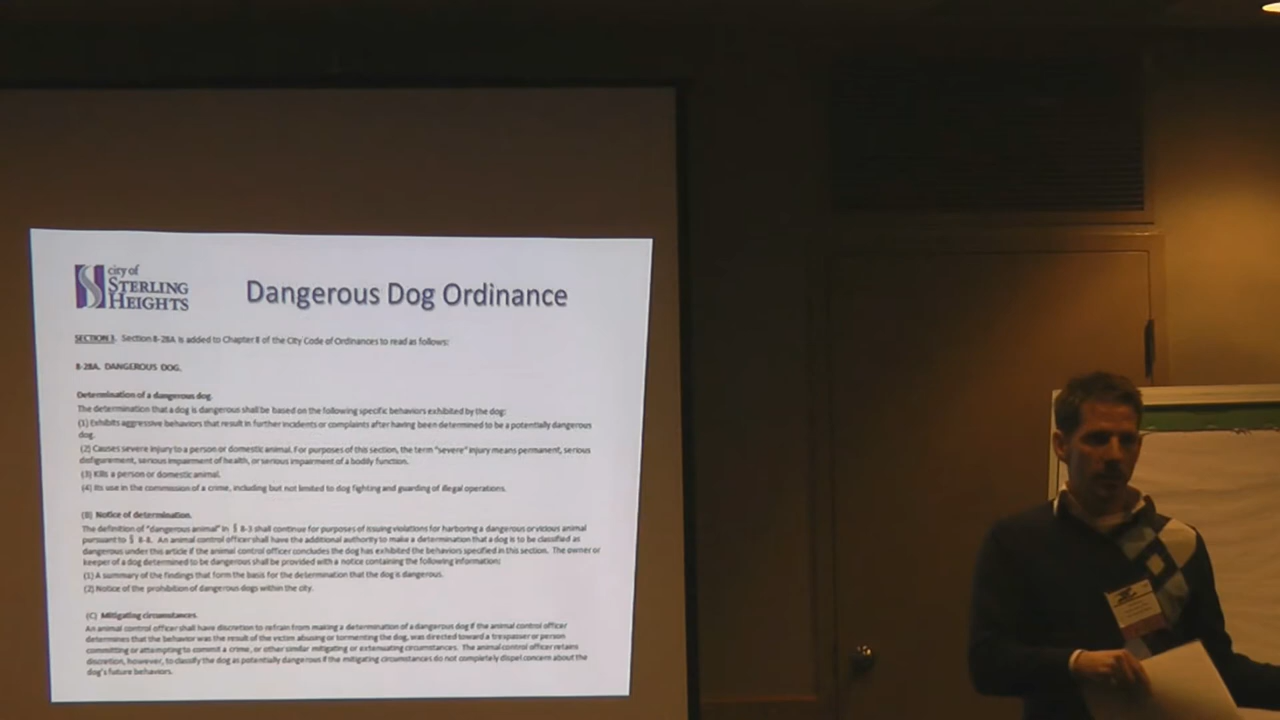 city of
STERLING
HEIGHTS
Dangerous Dog Ordinance
SECTION 3. Section 8-28A is added to Chapter 8 of the City Code of Ordinances to read as follows:
8-28A. DANGEROUS DOG.
Determination of a dangerous dog.
The determination that a dog is dangerous shall be based on the following specific behaviors exhibited by the dog:
(1) Exhibits aggressive behaviors that result in further incidents or complaints after having been determined to be a potentially dangerous
dog.
(2) Causes severe injury to a person or domestic animal. For purposes of this section, the term "severe" injury means permanent, serious
disfigurement, serious impairment of health, or serious impairment of a bodily function.
(3) Kills a person or domestic animal.
(4) Its use in the commission of a crime, including but not limited to dog fighting and guarding of illegal operations.
(B) Notice of determination.
The definition of "dangerous animal" in § 8-3 shall continue for purposes of issuing violations for harboring a dangerous or vicious animal
pursuant to § 8-8. An animal control officer shall have the additional authority to make a determination that a dog is to be classified as
dangerous under this article if the animal control officer concludes the dog has exhibited the behaviors specified in this section. The owner or
keeper of a dog determined to be dangerous shall be provided with a notice containing the following information:
(1) A summary of the findings that form the basis for the determination that the dog is dangerous.
(2) Notice of the prohibition of dangerous dogs within the city.
(C) Mitigating circumstances.
An animal control officer shall have discretion to refrain from making a determination of a dangerous dog if the animal control officer
determines that the behavior was the result of the victim abusing or tormenting the dog, was directed toward a trespasser or person
committing or attempting to commit a crime, or other similar mitigating or extenuating circumstances. The animal control officer retains
discretion, however, to classify the dog as potentially dangerous if the mitigating circumstances do not completely dispel concern about the
dog's future behaviors.